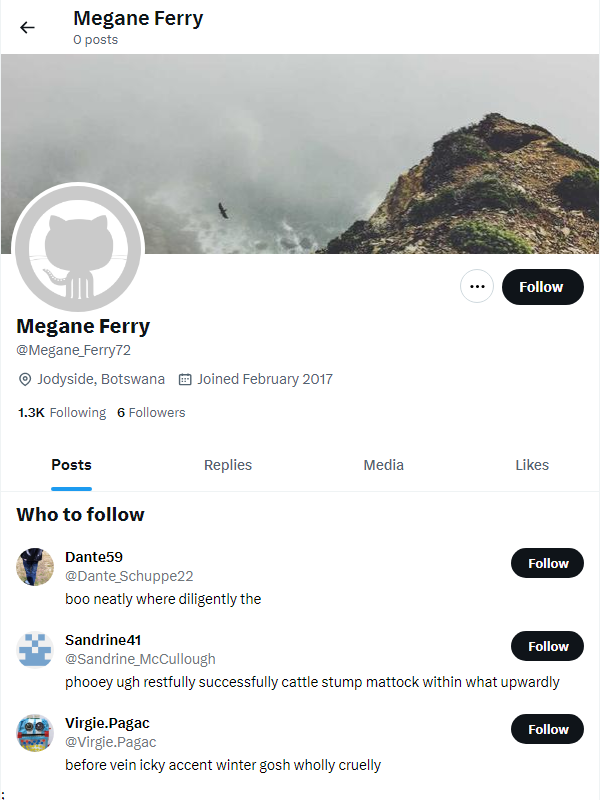 Megane Ferry
0 posts
Follow
Megane Ferry
@Megane_Ferry72
Jodyside, Botswana Joined February 2017
1.3K Following 6 Followers
Posts Replies Media Likes
Who to follow
Dante59
@Dante_Schuppe22
Follow
boo neatly where diligently the
Sandrine41
@Sandrine_McCullough
Follow
phooey ugh restfully successfully cattle stump mattock within what upwardly
Virgie.Pagac
@Virgie.Pagac
Follow
before vein icky accent winter gosh wholly cruelly
;